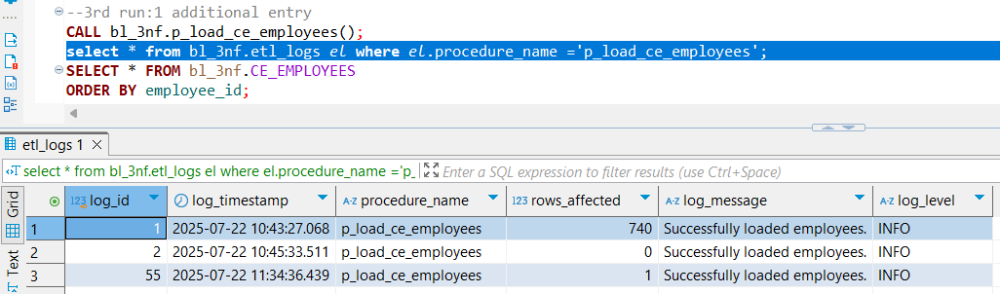 --3rd run:1 additional entry
CALL bl_3nf.p_load_ce_employees();
select * from bl_3nf.etl_logs el where el.procedure_name ='p_load_ce_employees';
SELECT * FROM bl_3nf.CE_EMPLOYEES
ORDER BY employee_id;
etl_logs 1
select * from bl_3nf.etl_logs el where el.procedure_name ='p_ Enter a SQL expression to filter results (use Ctrl+Space)
Grid
Text
123 log_id log_timestamp A-Z procedure_name 123 rows_affected A-Z log_message A-Z log_level
1 1 2025-07-22 10:43:27.068 p_load_ce_employees 740 Successfully loaded employees. INFO
2 2 2025-07-22 10:45:33.511 p_load_ce_employees 0 Successfully loaded employees. INFO
3 55 2025-07-22 11:34:36.439 p_load_ce_employees 1 Successfully loaded employees. INFO